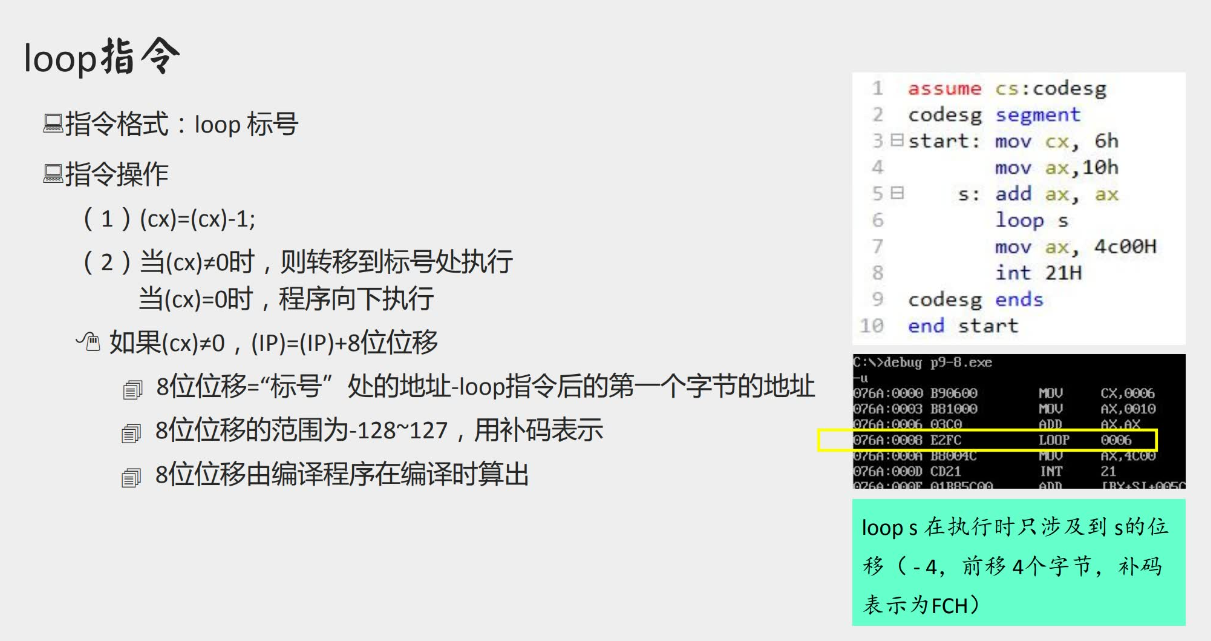 loop指令
指令格式：loop 标号
指令操作
（1）(cx)=(cx)-1;
（2）当(cx)≠0时，则转移到标号处执行
当(cx)=0时，程序向下执行
如果(cx)≠0，(IP)=(IP)+8位位移
8位位移=“标号”处的地址-loop指令后的第一个字节的地址
8位位移的范围为-128~127，用补码表示
8位位移由编译程序在编译时算出
1 assume cs:codesg
2 codesg segment
3 start: mov cx, 6h
4 mov ax,10h
5 s: add ax, ax
6 loop s
7 mov ax, 4c00H
8 int 21H
9 codesg ends
10 end start
C:\>debug p9-8.exe
-u
076A:0000 B90600 MOV CX,0006
076A:0003 B81000 MOV AX,0010
076A:0006 03C0 ADD AX,AX
076A:0008 E2FC LOOP 0006
076A:000A B8004C MOV AX,4C00
076A:000D CD21 INT 21
076A:000F 01B85C00 ADD [BX+SI+005C
loop s 在执行时只涉及到 s的位
移（ - 4，前移 4个字节，补码
表示为FCH）